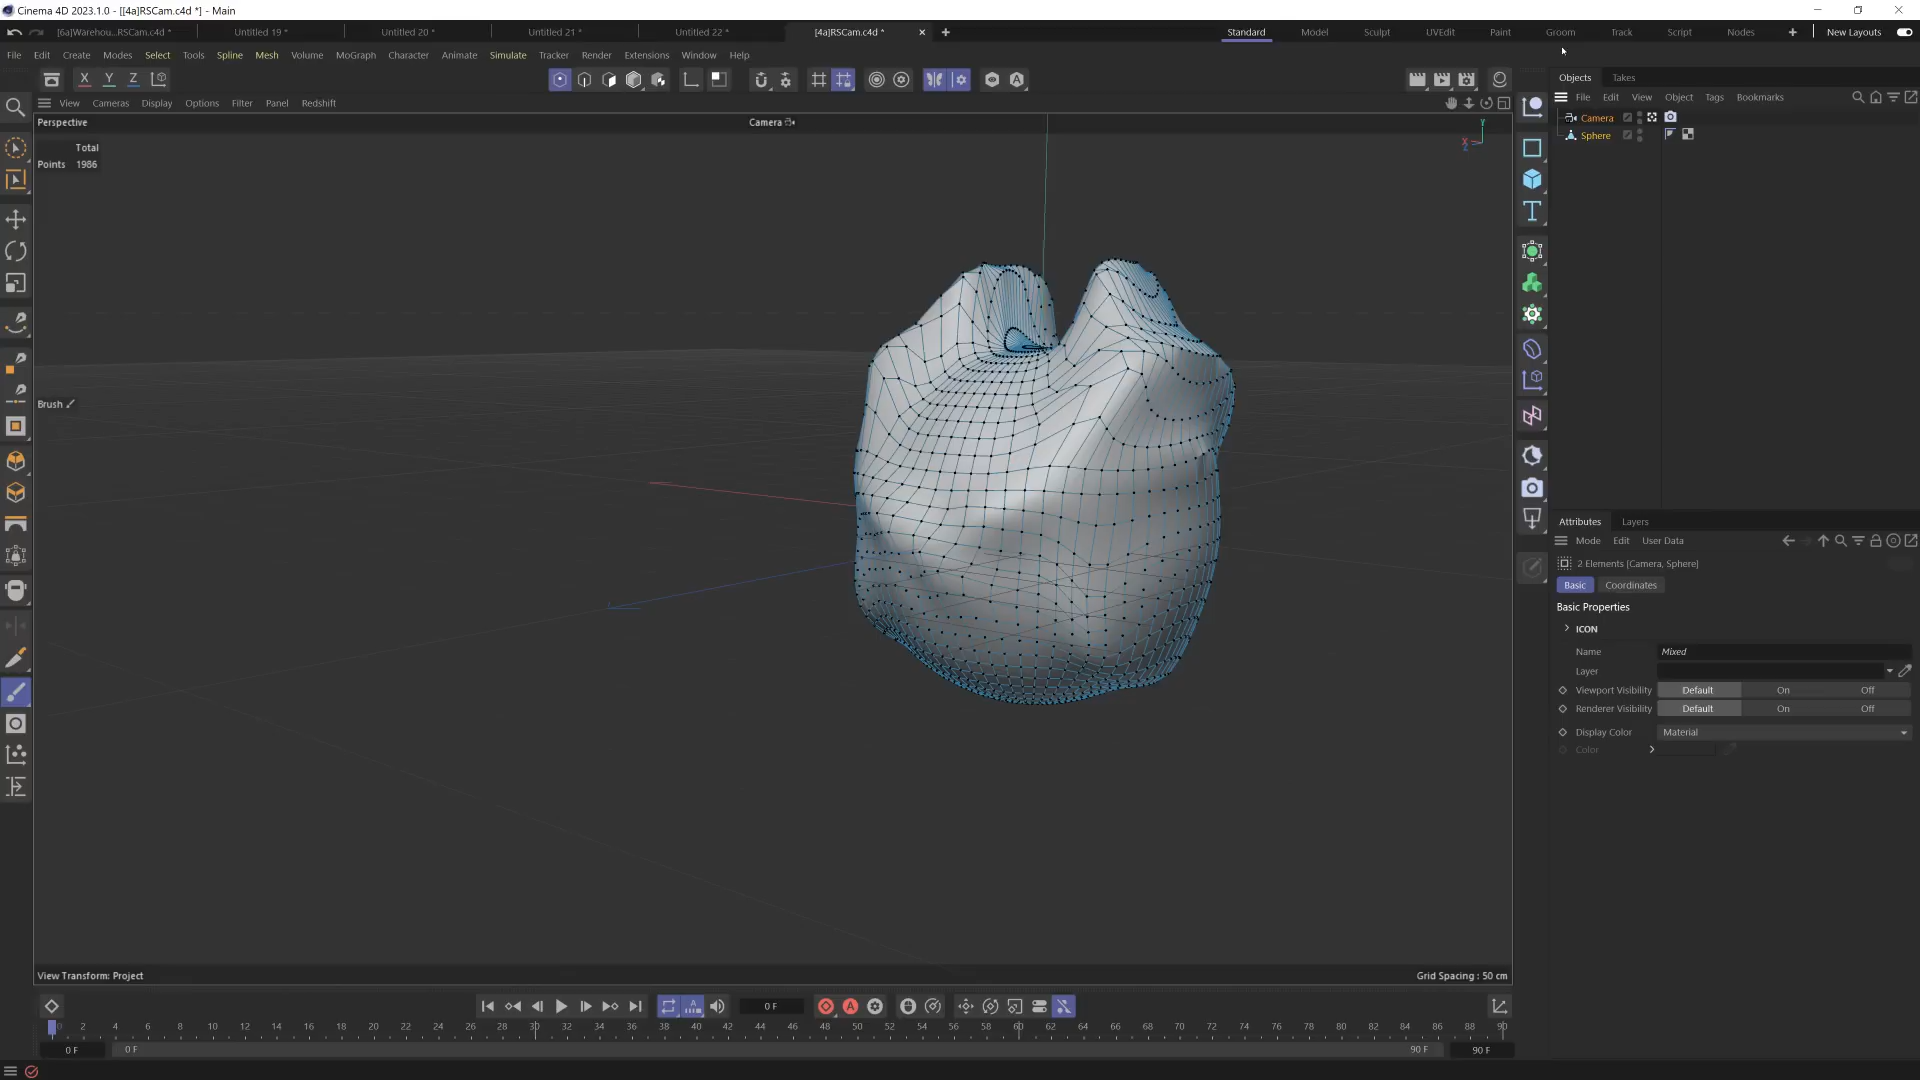 Cinema 4D 2023.1.0 - [[4a]RSCam.c4d *] - Main
[6a]Warehou...RSCam.c4d *
Untitled 19 *
Untitled 20 *
Untitled 21 *
Untitled 22 *
[4a]RSCam.c4d *
Standard
Model
Sculpt
UVEdit
Paint
Groom
Track
Script
Nodes
New Layouts
File Edit Create Modes Select Tools Spline Mesh Volume MoGraph Character Animate Simulate Tracker Render Extensions Window Help
X Y Z
View Cameras Display Options Filter Panel Redshift
Perspective
Camera
Total
Points 1986
Y
X
Z
Brush
View Transform: Project
Grid Spacing : 50 cm
Objects Takes
File Edit View Object Tags Bookmarks
Camera
Sphere
Attributes Layers
Mode Edit User Data
2 Elements [Camera, Sphere]
Basic Coordinates
Basic Properties
ICON
Name Mixed
Layer
Viewport Visibility Default On Off
Renderer Visibility Default On Off
Display Color Material
Color
0 F
0 2 4 6 8 10 12 14 16 18 20 22 24 26 28 30 32 34 36 38 40 42 44 46 48 50 52 54 56 58 60 62 64 66 68 70 72 74 76 78 80 82 84 86 88 90
0 F
0 F
90 F
90 F